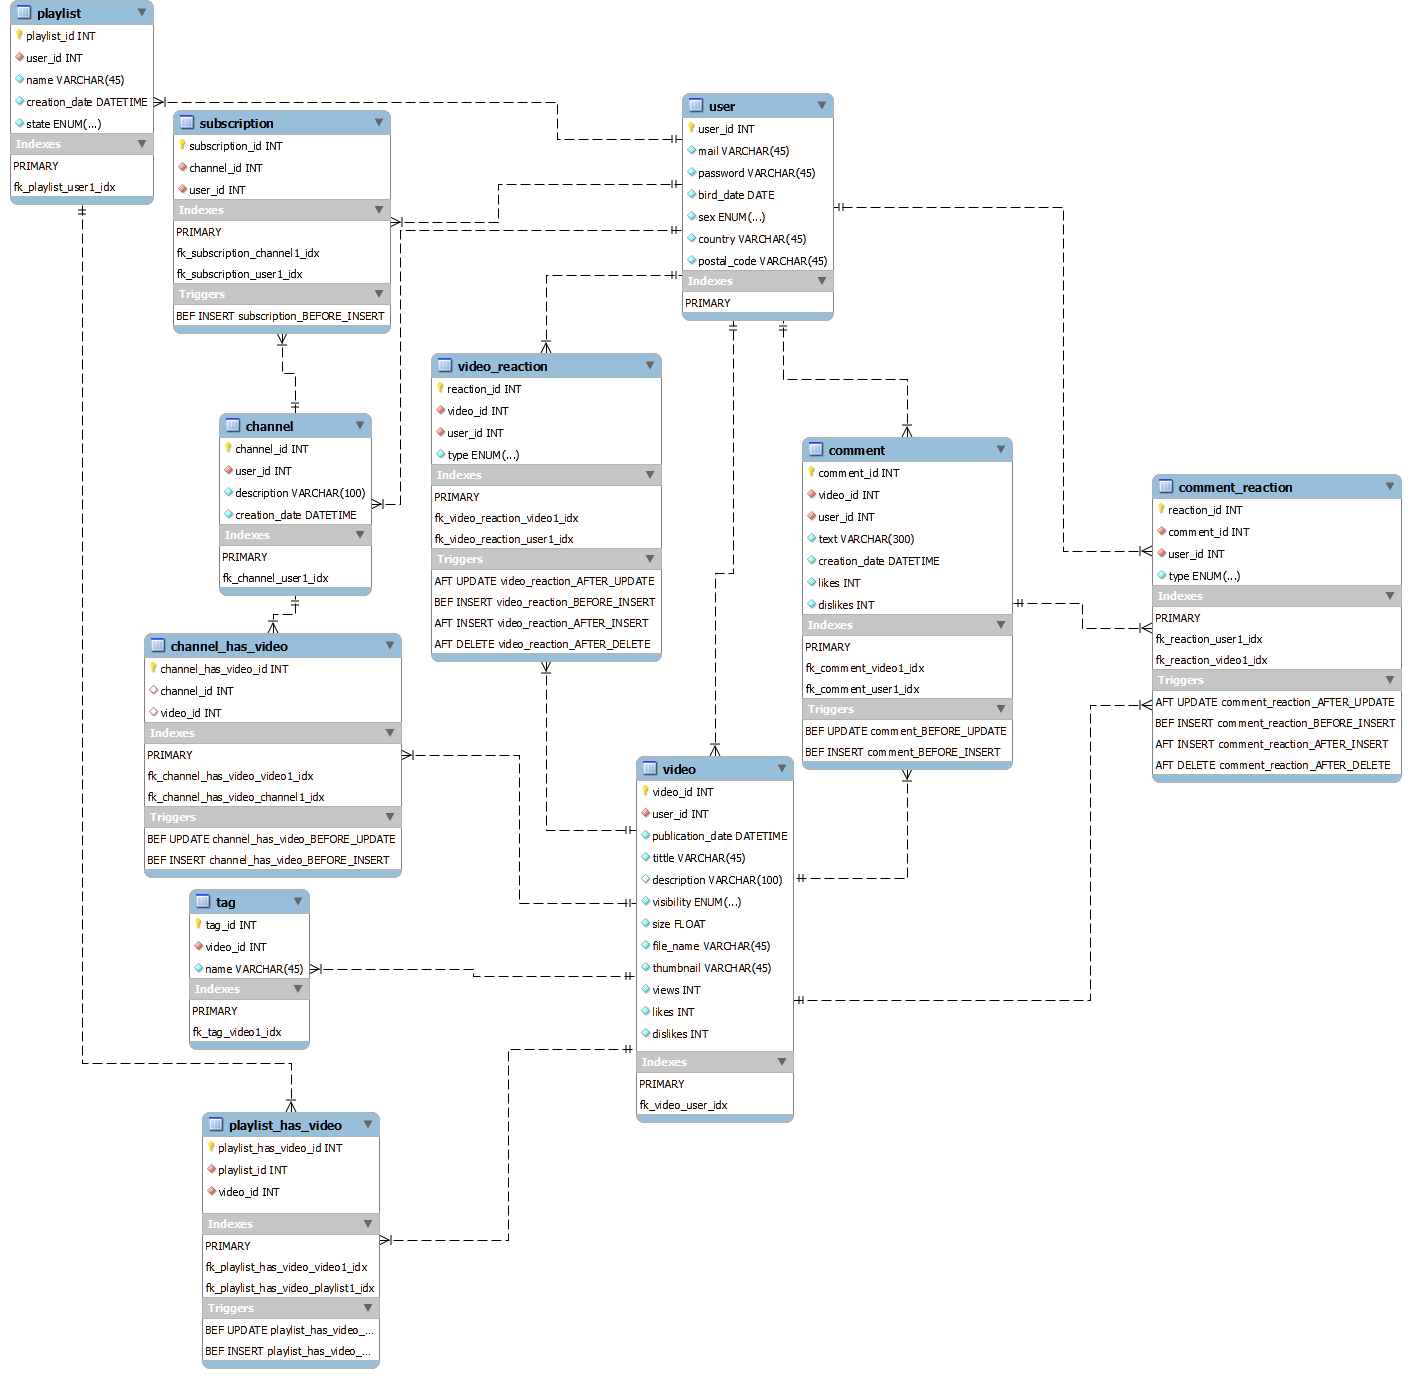 playlist
playlist_id INT
user_id INT
name VARCHAR(45)
creation_date DATETIME
state ENUM(...)
Indexes
PRIMARY
fk_playlist_user1_idx
subscription
subscription_id INT
channel_id INT
user_id INT
Indexes
PRIMARY
fk_subscription_channel1_idx
fk_subscription_user1_idx
Triggers
BEF INSERT subscription_BEFORE_INSERT
user
user_id INT
mail VARCHAR(45)
password VARCHAR(45)
bird_date DATE
sex ENUM(...)
country VARCHAR(45)
postal_code VARCHAR(45)
Indexes
PRIMARY
video_reaction
reaction_id INT
video_id INT
user_id INT
type ENUM(...)
Indexes
PRIMARY
fk_video_reaction_video1_idx
fk_video_reaction_user1_idx
Triggers
AFT UPDATE video_reaction_AFTER_UPDATE
BEF INSERT video_reaction_BEFORE_INSERT
AFT INSERT video_reaction_AFTER_INSERT
AFT DELETE video_reaction_AFTER_DELETE
channel
channel_id INT
user_id INT
description VARCHAR(100)
creation_date DATETIME
Indexes
PRIMARY
fk_channel_user1_idx
comment
comment_id INT
video_id INT
user_id INT
text VARCHAR(300)
creation_date DATETIME
likes INT
dislikes INT
Indexes
PRIMARY
fk_comment_video1_idx
fk_comment_user1_idx
Triggers
BEF UPDATE comment_BEFORE_UPDATE
BEF INSERT comment_BEFORE_INSERT
comment_reaction
reaction_id INT
comment_id INT
user_id INT
type ENUM(...)
Indexes
PRIMARY
fk_reaction_user1_idx
fk_reaction_video1_idx
Triggers
AFT UPDATE comment_reaction_AFTER_UPDATE
BEF INSERT comment_reaction_BEFORE_INSERT
AFT INSERT comment_reaction_AFTER_INSERT
AFT DELETE comment_reaction_AFTER_DELETE
channel_has_video
channel_has_video_id INT
channel_id INT
video_id INT
Indexes
PRIMARY
fk_channel_has_video_video1_idx
fk_channel_has_video_channel1_idx
Triggers
BEF UPDATE channel_has_video_BEFORE_UPDATE
BEF INSERT channel_has_video_BEFORE_INSERT
video
video_id INT
user_id INT
publication_date DATETIME
tittle VARCHAR(45)
description VARCHAR(100)
visibility ENUM(...)
size FLOAT
file_name VARCHAR(45)
thumbnail VARCHAR(45)
views INT
likes INT
dislikes INT
Indexes
PRIMARY
fk_video_user_idx
tag
tag_id INT
video_id INT
name VARCHAR(45)
Indexes
PRIMARY
fk_tag_video1_idx
playlist_has_video
playlist_has_video_id INT
playlist_id INT
video_id INT
Indexes
PRIMARY
fk_playlist_has_video_video1_idx
fk_playlist_has_video_playlist1_idx
Triggers
BEF UPDATE playlist_has_video_...
BEF INSERT playlist_has_video_...